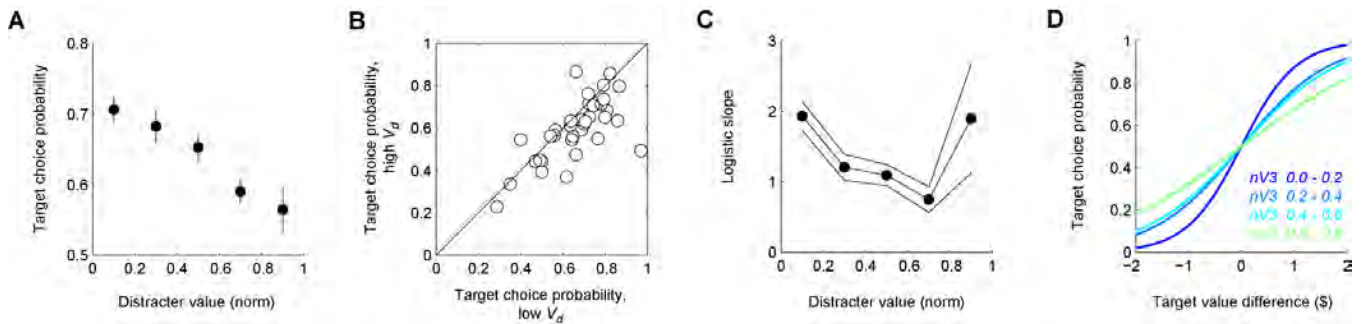 A
Target choice probability
0.8
0.7
0.6
0.5
0
0.2
0.4
0.6
0.8
1
Distracter value (norm)
B
Target choice probability,
high Vd
1
0.8
0.6
0.4
0.2
0
0
0.2
0.4
0.6
0.8
1
Target choice probability,
low Vd
C
Logistic slope
3
2
1
0
0
0.2
0.4
0.6
0.8
1
Distracter value (norm)
D
Target choice probability
1
0.8
0.6
0.4
0.2
0
−2
−1
0
1
2
Target value difference ($)
nV3 0.0 - 0.2
nV3 0.2 - 0.4
nV3 0.4 - 0.6